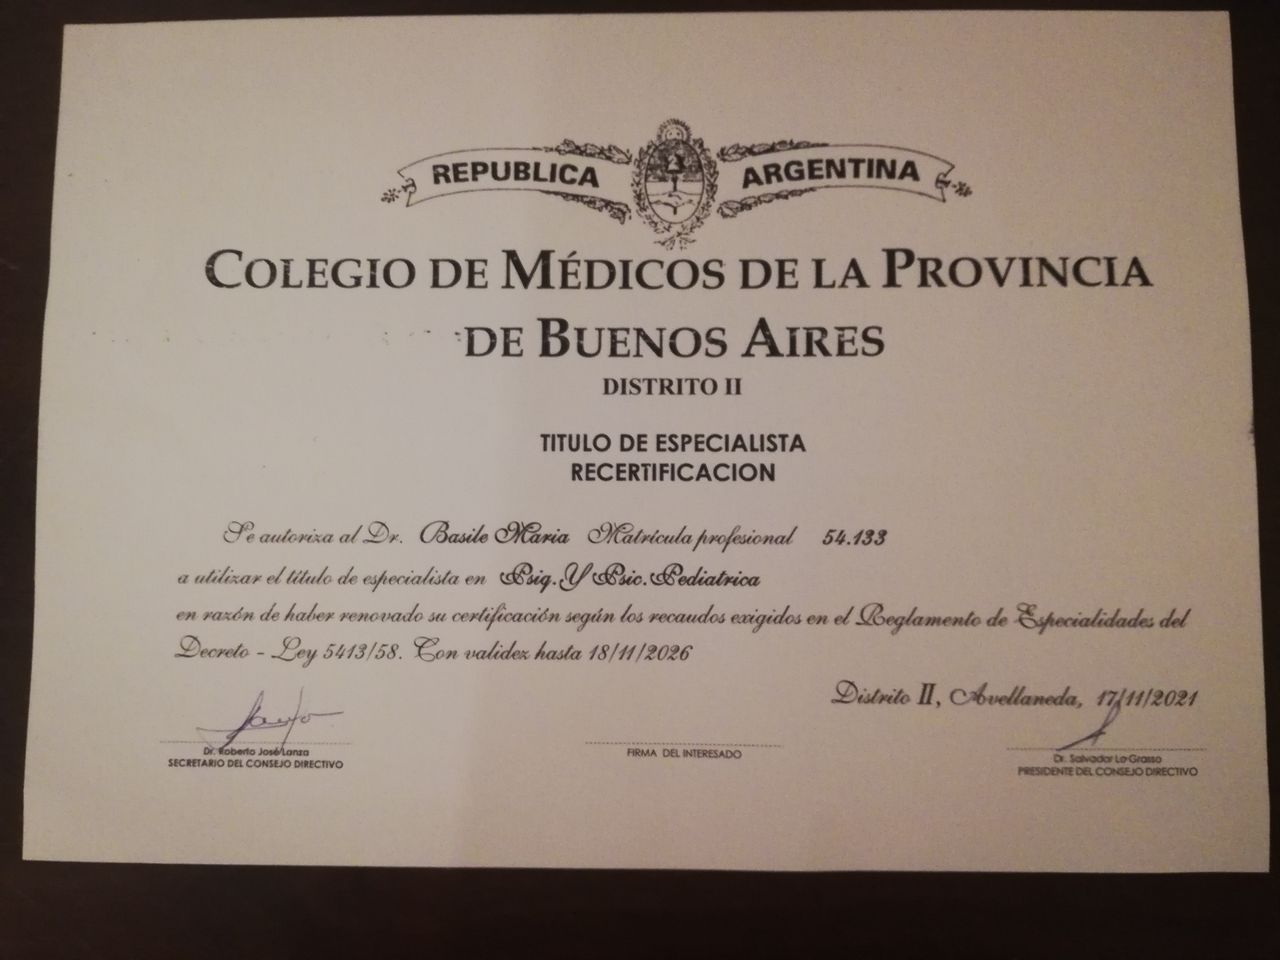 REPUBLICA ARGENTINA
COLEGIO DE MÉDICOS DE LA PROVINCIA
DE BUENOS AIRES
DISTRITO II
TITULO DE ESPECIALISTA
RECERTIFICACION
Se autoriza al Dr. Basile Maria Matrícula profesional 54.133
a utilizar el título de especialista en Psiq. Y Psic. Pediatrica
en razón de haber renovado su certificación según los recaudos exigidos en el Reglamento de Especialidades del
Decreto - Ley 5413/58. Con validez hasta 18/11/2026
Distrito II, Avellaneda, 17/11/2021
Dr. Roberto José Lanza
SECRETARIO DEL CONSEJO DIRECTIVO
FIRMA DEL INTERESADO
Dr. Salvador Lo Grasso
PRESIDENTE DEL CONSEJO DIRECTIVO